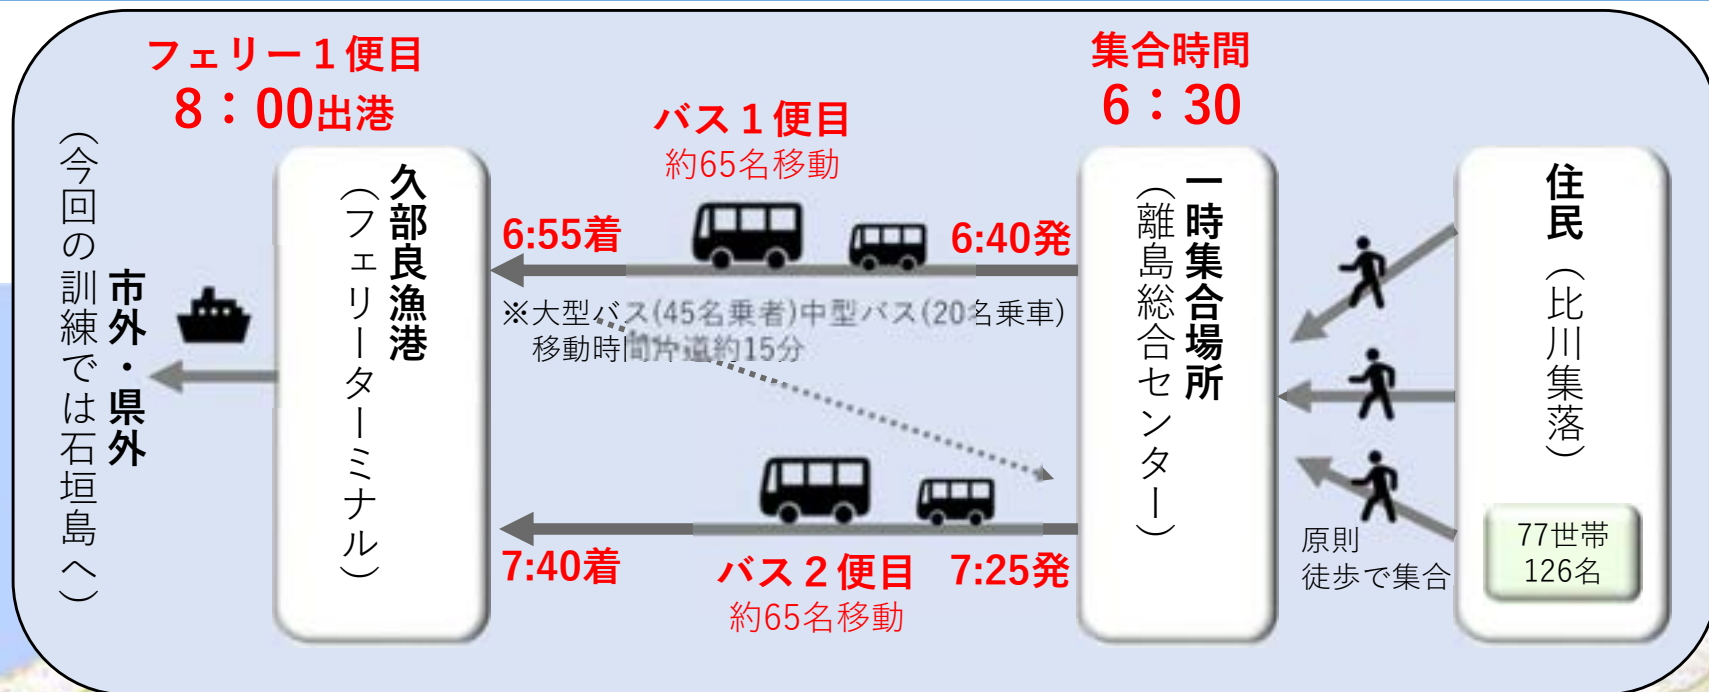 フェリー１便目
8：00出港
集合時間
6：30
バス１便目
約65名移動
住民（比川集落）
77世帯
126名
原則
徒歩で集合
一時集合場所
（離島総合センター）
6:40発
6:55着
※大型バス(45名乗者)中型バス(20名乗車)
移動時間片道約15分
7:25発
7:40着
バス２便目
約65名移動
久部良漁港
（フェリーターミナル）
市外・県外
（今回の訓練では石垣島へ）